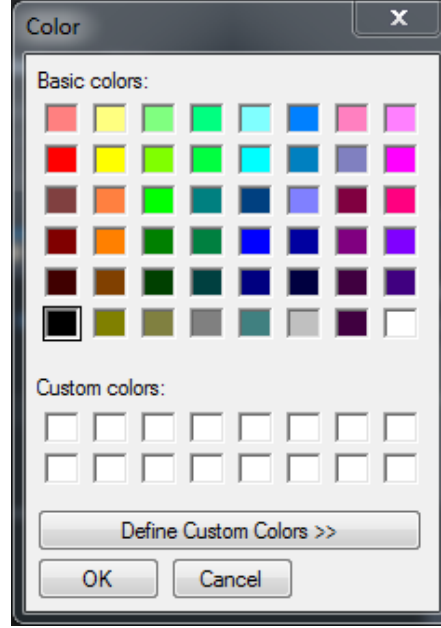 Color
x
Basic colors:
Custom colors:
Define Custom Colors >>
OK Cancel